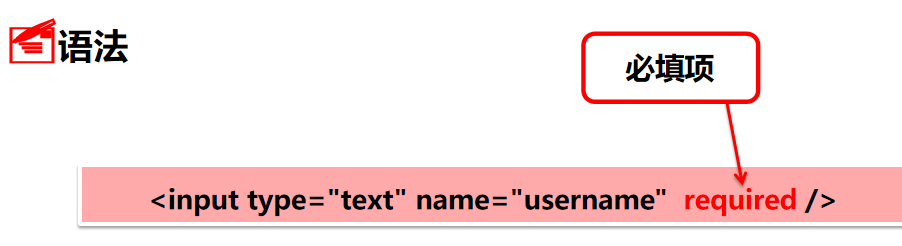 语法
必填项
<input type="text" name="username" required />